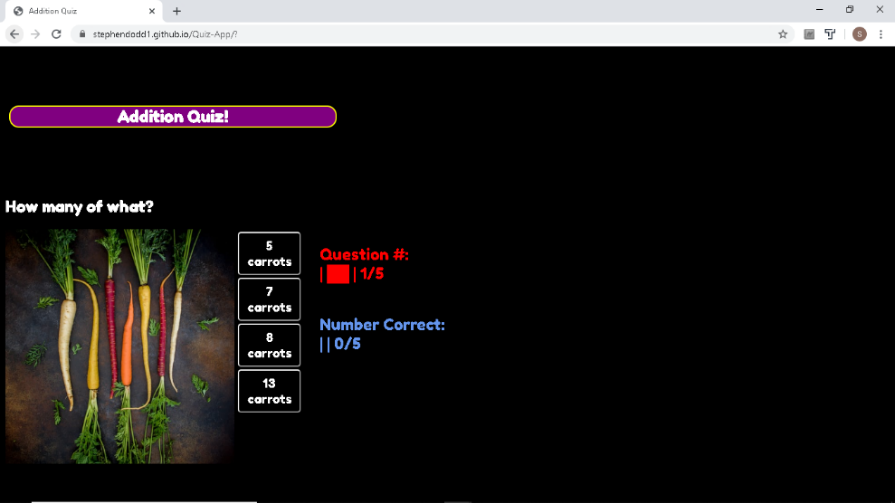 Addition Quiz
stephendodd1.github.io/Quiz-App/?
S
Addition Quiz!
How many of what?
5
carrots
7
carrots
8
carrots
13
carrots
Question #:
| ██ | 1/5
Number Correct:
| | 0/5